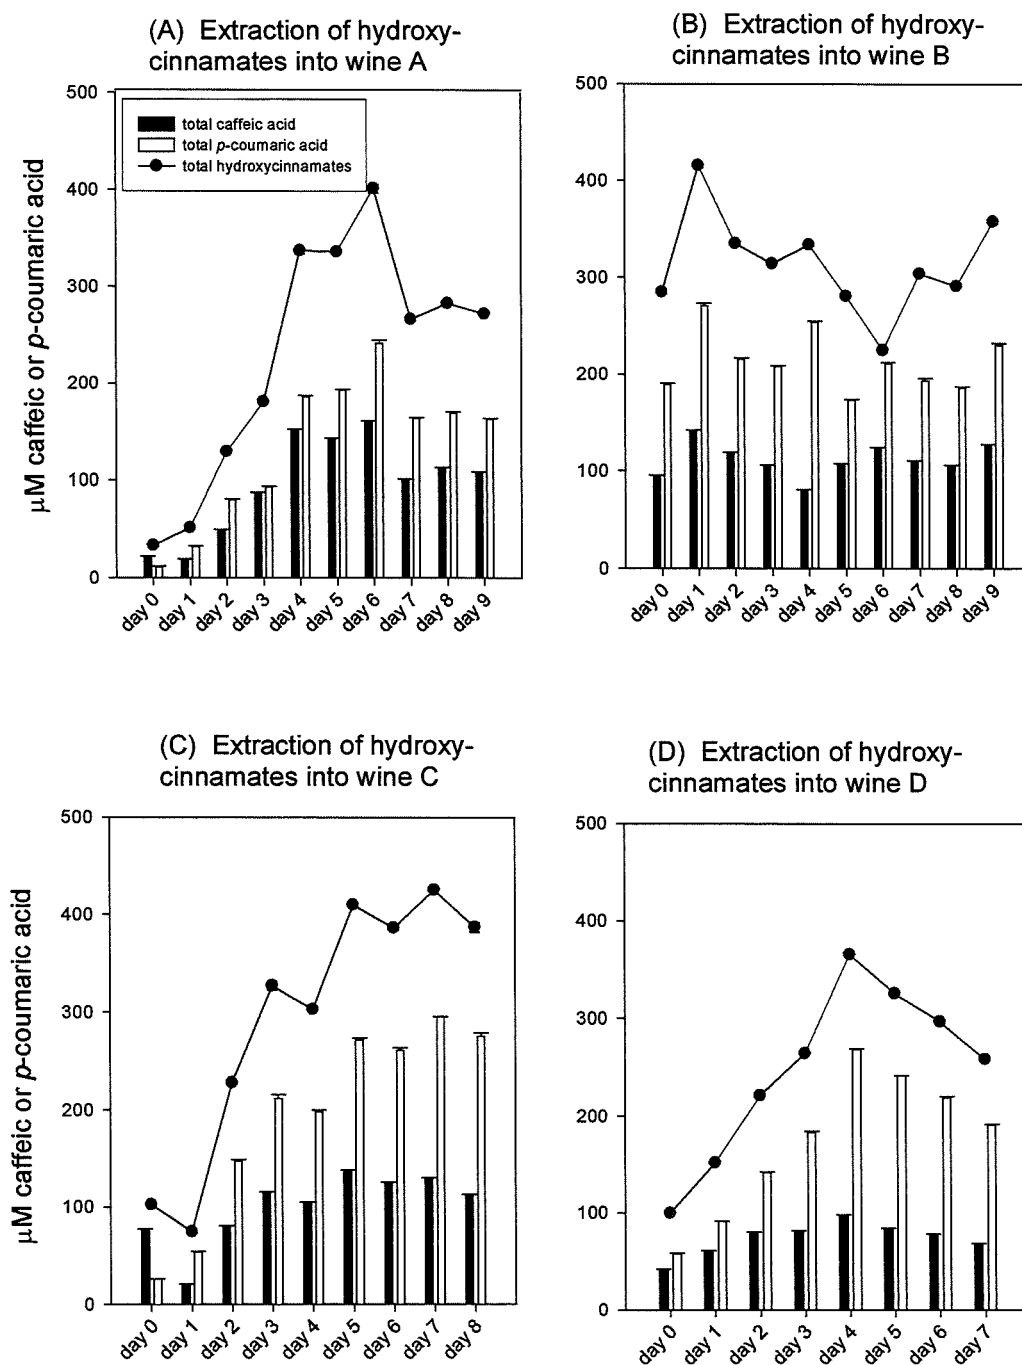 (A) Extraction of hydroxy-
cinnamates into wine A
(B) Extraction of hydroxy-
cinnamates into wine B
μM caffeic or p-coumaric acid
500
400
300
200
100
0
total caffeic acid
total p-coumaric acid
total hydroxycinnamates
day 0
day 1
day 2
day 3
day 4
day 5
day 6
day 7
day 8
day 9
500
400
300
200
100
0
day 0
day 1
day 2
day 3
day 4
day 5
day 6
day 7
day 8
day 9
(C) Extraction of hydroxy-
cinnamates into wine C
(D) Extraction of hydroxy-
cinnamates into wine D
μM caffeic or p-coumaric acid
500
400
300
200
100
0
day 0
day 1
day 2
day 3
day 4
day 5
day 6
day 7
day 8
500
400
300
200
100
0
day 0
day 1
day 2
day 3
day 4
day 5
day 6
day 7